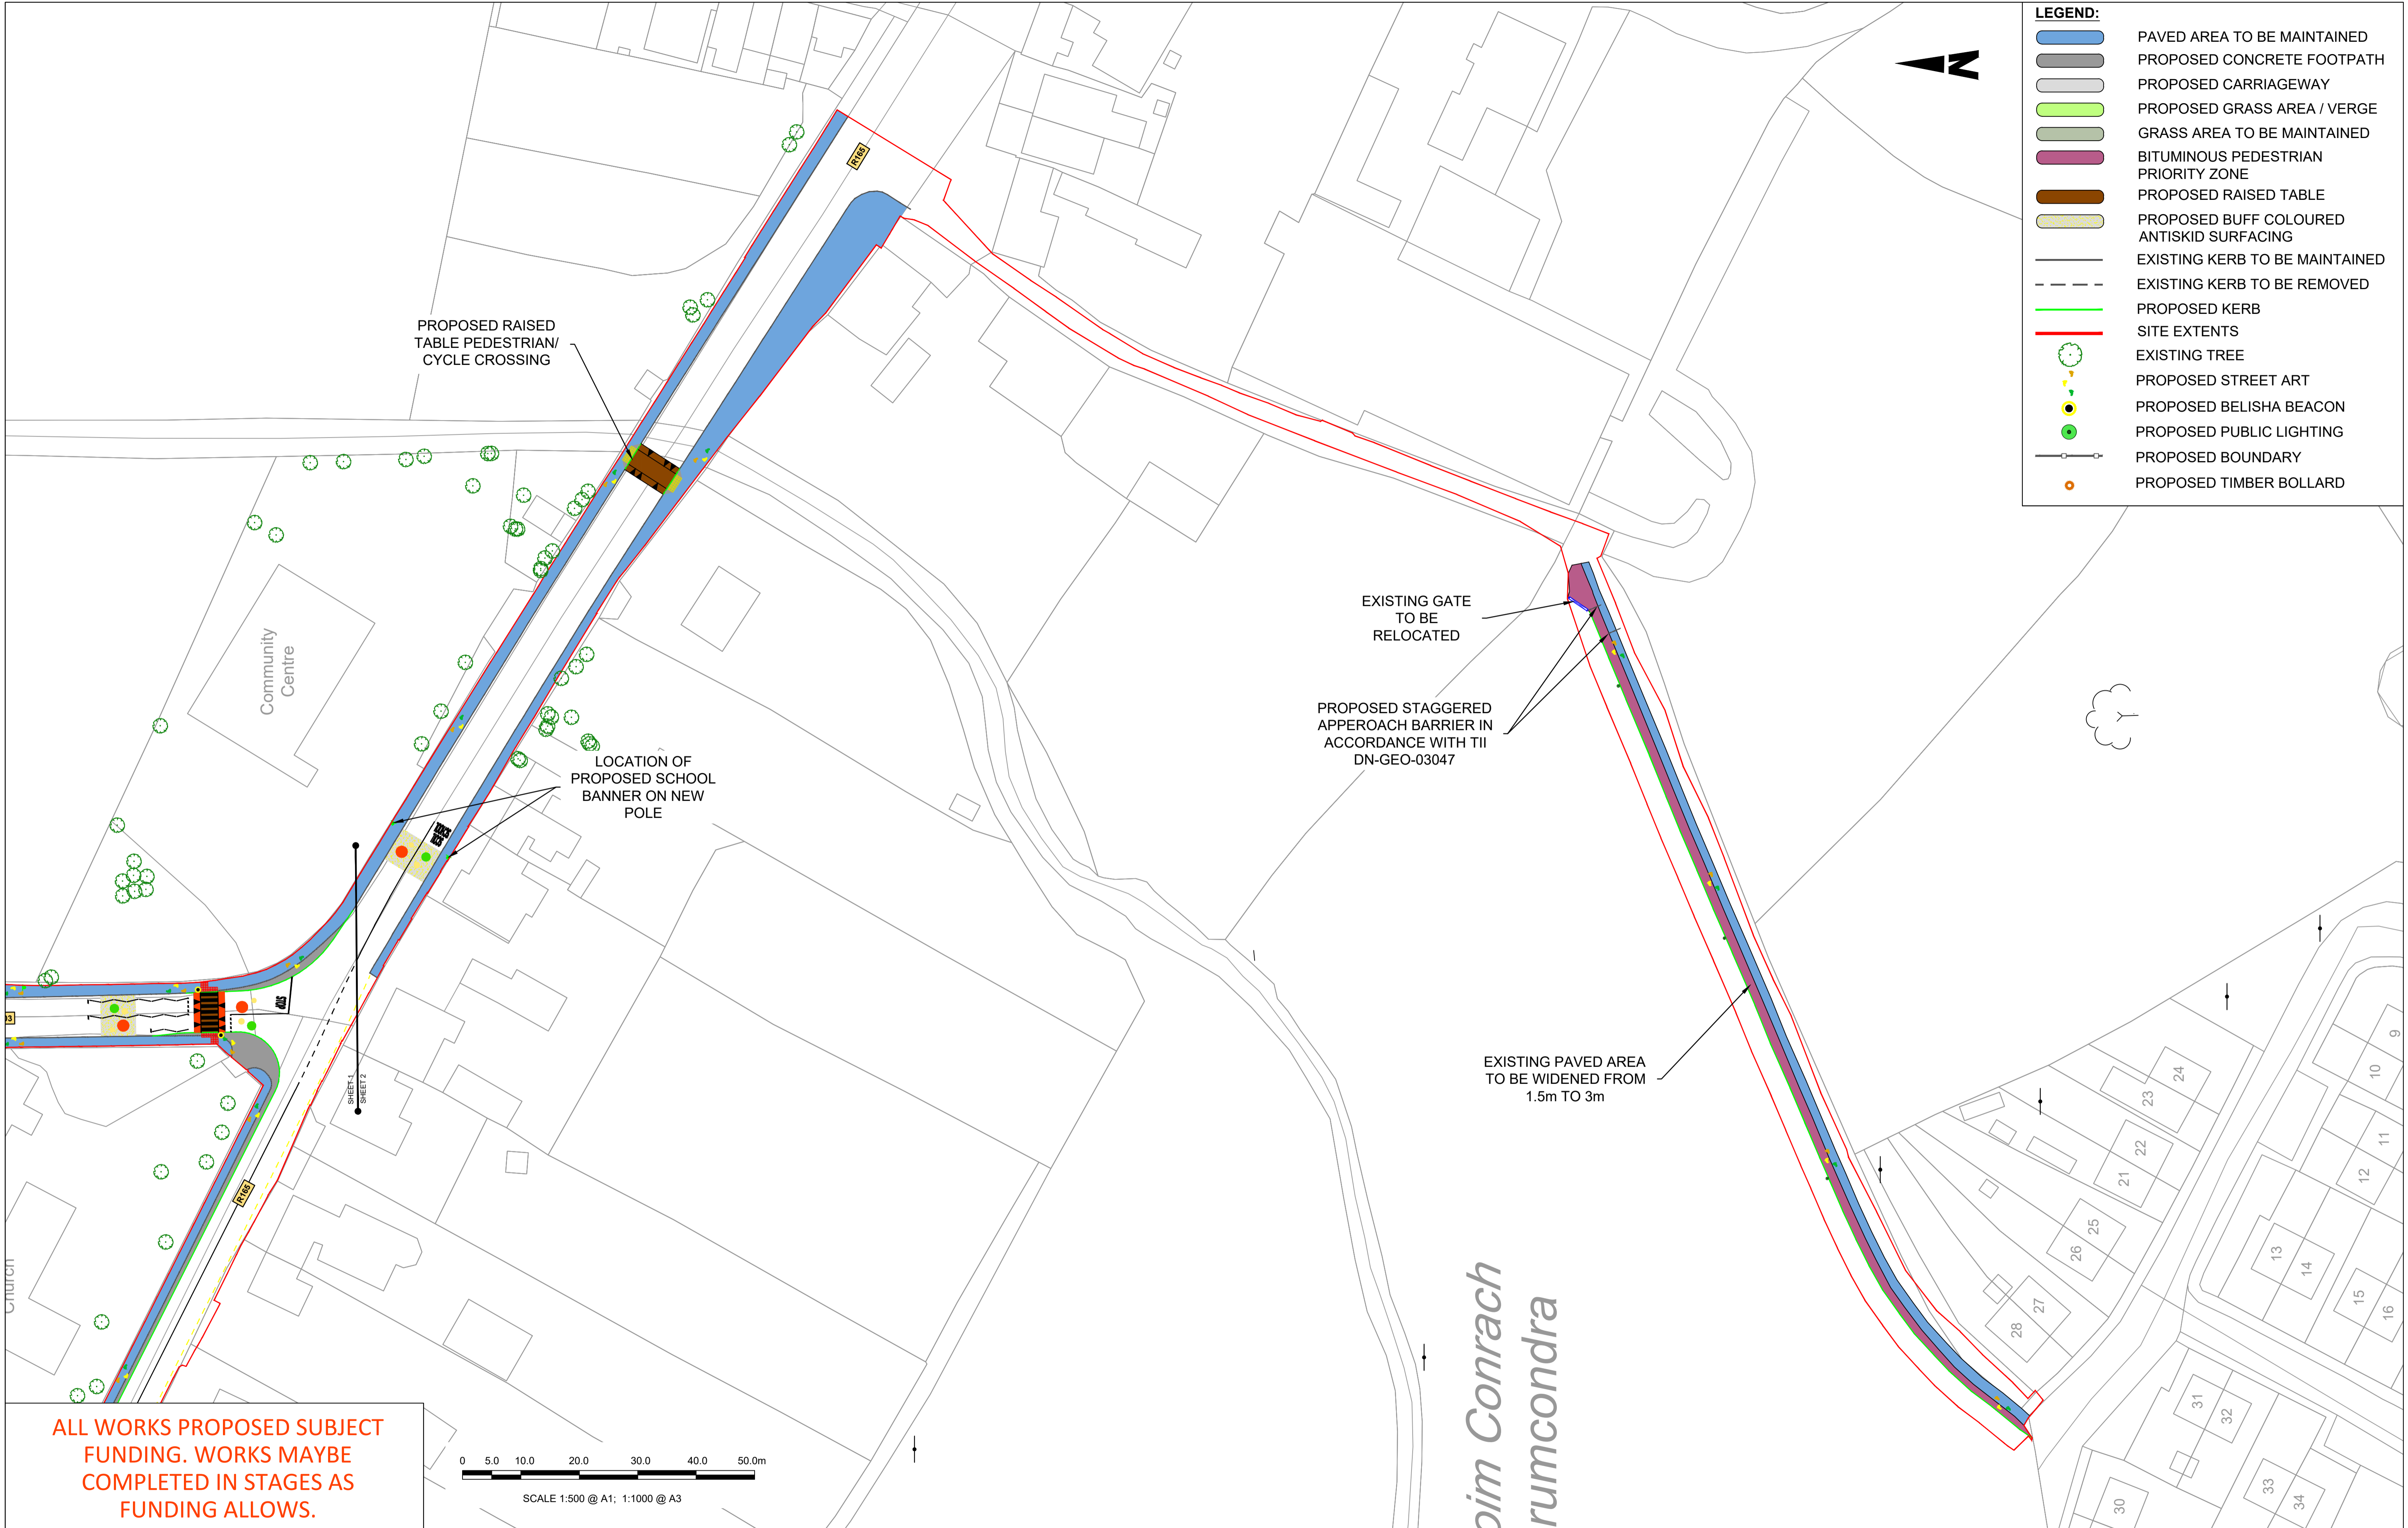 LEGEND:
PAVED AREA TO BE MAINTAINED
PROPOSED CONCRETE FOOTPATH
PROPOSED CARRIAGEWAY
PROPOSED GRASS AREA / VERGE
GRASS AREA TO BE MAINTAINED
BITUMINOUS PEDESTRIAN
PRIORITY ZONE
PROPOSED RAISED TABLE
PROPOSED BUFF COLOURED
ANTISKID SURFACING
EXISTING KERB TO BE MAINTAINED
EXISTING KERB TO BE REMOVED
PROPOSED KERB
SITE EXTENTS
EXISTING TREE
PROPOSED STREET ART
PROPOSED BELISHA BEACON
PROPOSED PUBLIC LIGHTING
PROPOSED BOUNDARY
PROPOSED TIMBER BOLLARD
N
R165
PROPOSED RAISED
TABLE PEDESTRIAN/
CYCLE CROSSING
Community
Centre
LOCATION OF
PROPOSED SCHOOL
BANNER ON NEW
POLE
EXISTING GATE
TO BE
RELOCATED
PROPOSED STAGGERED
APPEROACH BARRIER IN
ACCORDANCE WITH TII
DN-GEO-03047
EXISTING PAVED AREA
TO BE WIDENED FROM
1.5m TO 3m
STOP
03
SHEET 1
SHEET 2
R165
Church
oim Conrach
rumcondra
9
10
11
12
13
14
15
16
21
22
23
24
25
26
27
28
30
31
32
33
34
ALL WORKS PROPOSED SUBJECT
FUNDING. WORKS MAYBE
COMPLETED IN STAGES AS
FUNDING ALLOWS.
0 5.0 10.0 20.0 30.0 40.0 50.0m
SCALE 1:500 @ A1; 1:1000 @ A3